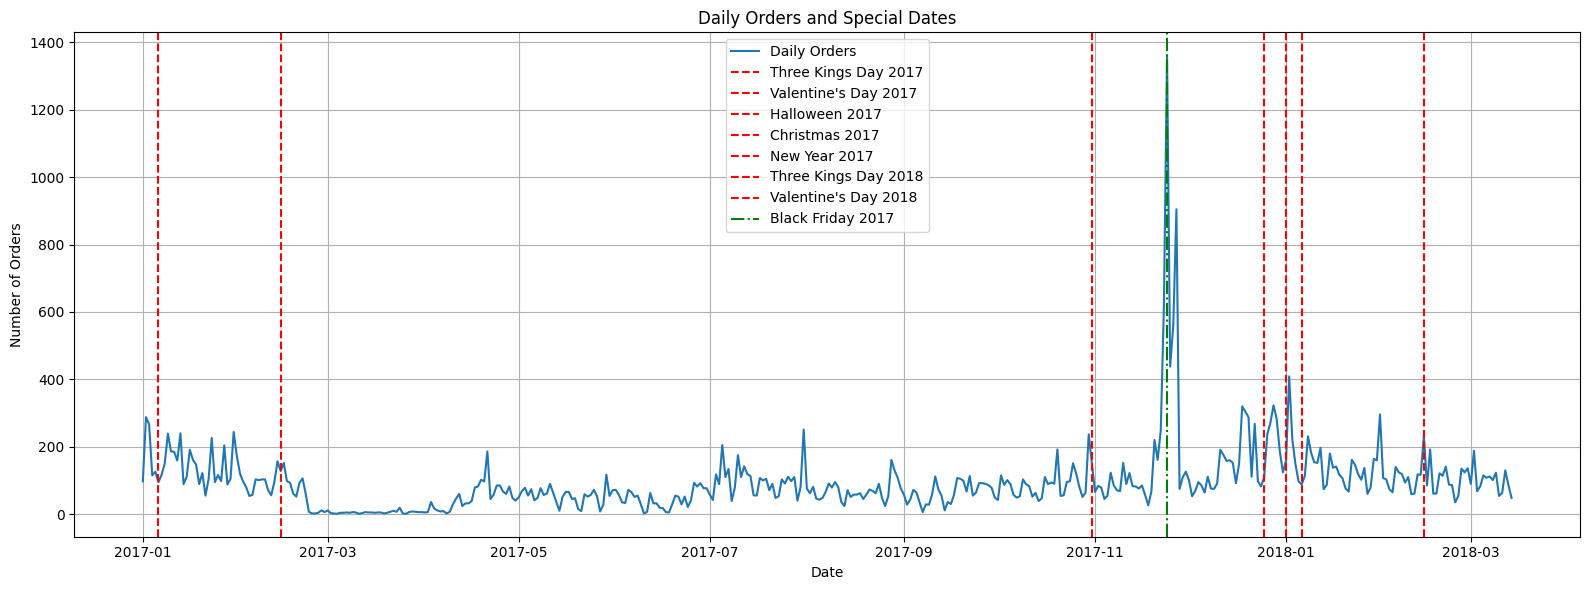 Daily Orders and Special Dates
1400
1200
1000
800
600
400
200
0
Number of Orders
Daily Orders
Three Kings Day 2017
Valentine's Day 2017
Halloween 2017
Christmas 2017
New Year 2017
Three Kings Day 2018
Valentine's Day 2018
Black Friday 2017
2017-01
2017-03
2017-05
2017-07
2017-09
2017-11
2018-01
2018-03
Date